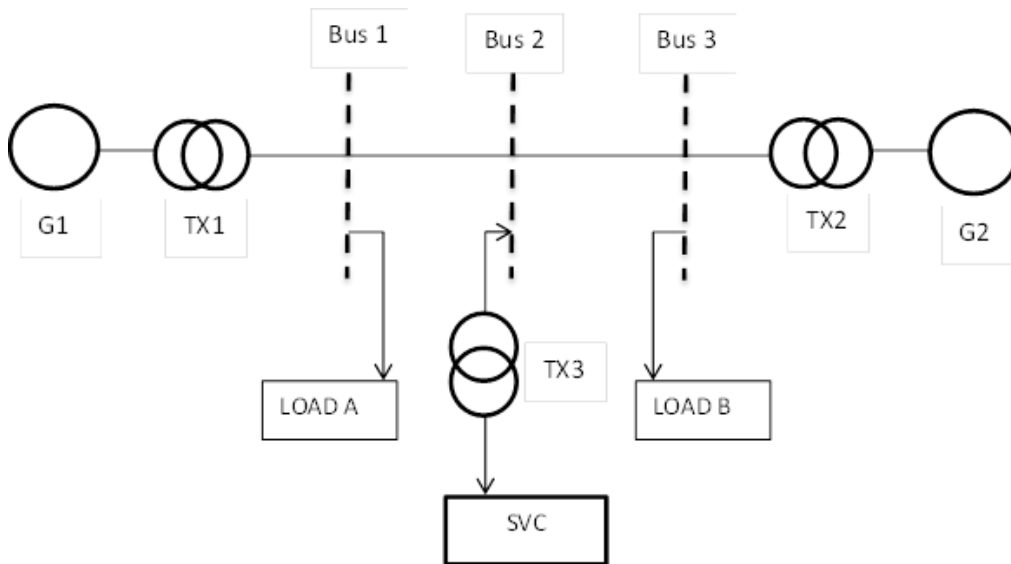 Bus 1
Bus 2
Bus 3
G1
TX1
TX2
G2
TX3
LOAD A
LOAD B
SVC